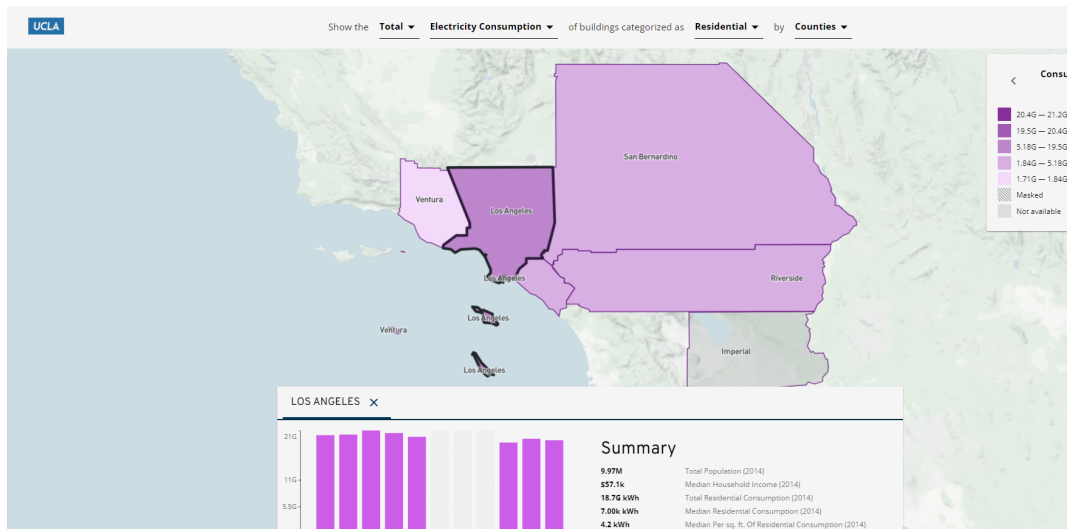 UCLA
Show the Total Electricity Consumption of buildings categorized as Residential by Counties
Consu
20.4G — 21.2G
19.5G — 20.4G
5.18G — 19.5G
1.84G — 5.18G
1.71G — 1.84G
Masked
Not available
San Bernardino
Ventura
Los Angeles
Los Angeles
Riverside
Los Angeles
Ventura
Imperial
Los Angeles
LOS ANGELES
21G
11G
5.5G
Summary
9.97M Total Population (2014)
$57.1k Median Household Income (2014)
18.7G kWh Total Residential Consumption (2014)
7.00k kWh Median Residential Consumption (2014)
4.2 kWh Median Per sq. ft. Of Residential Consumption (2014)